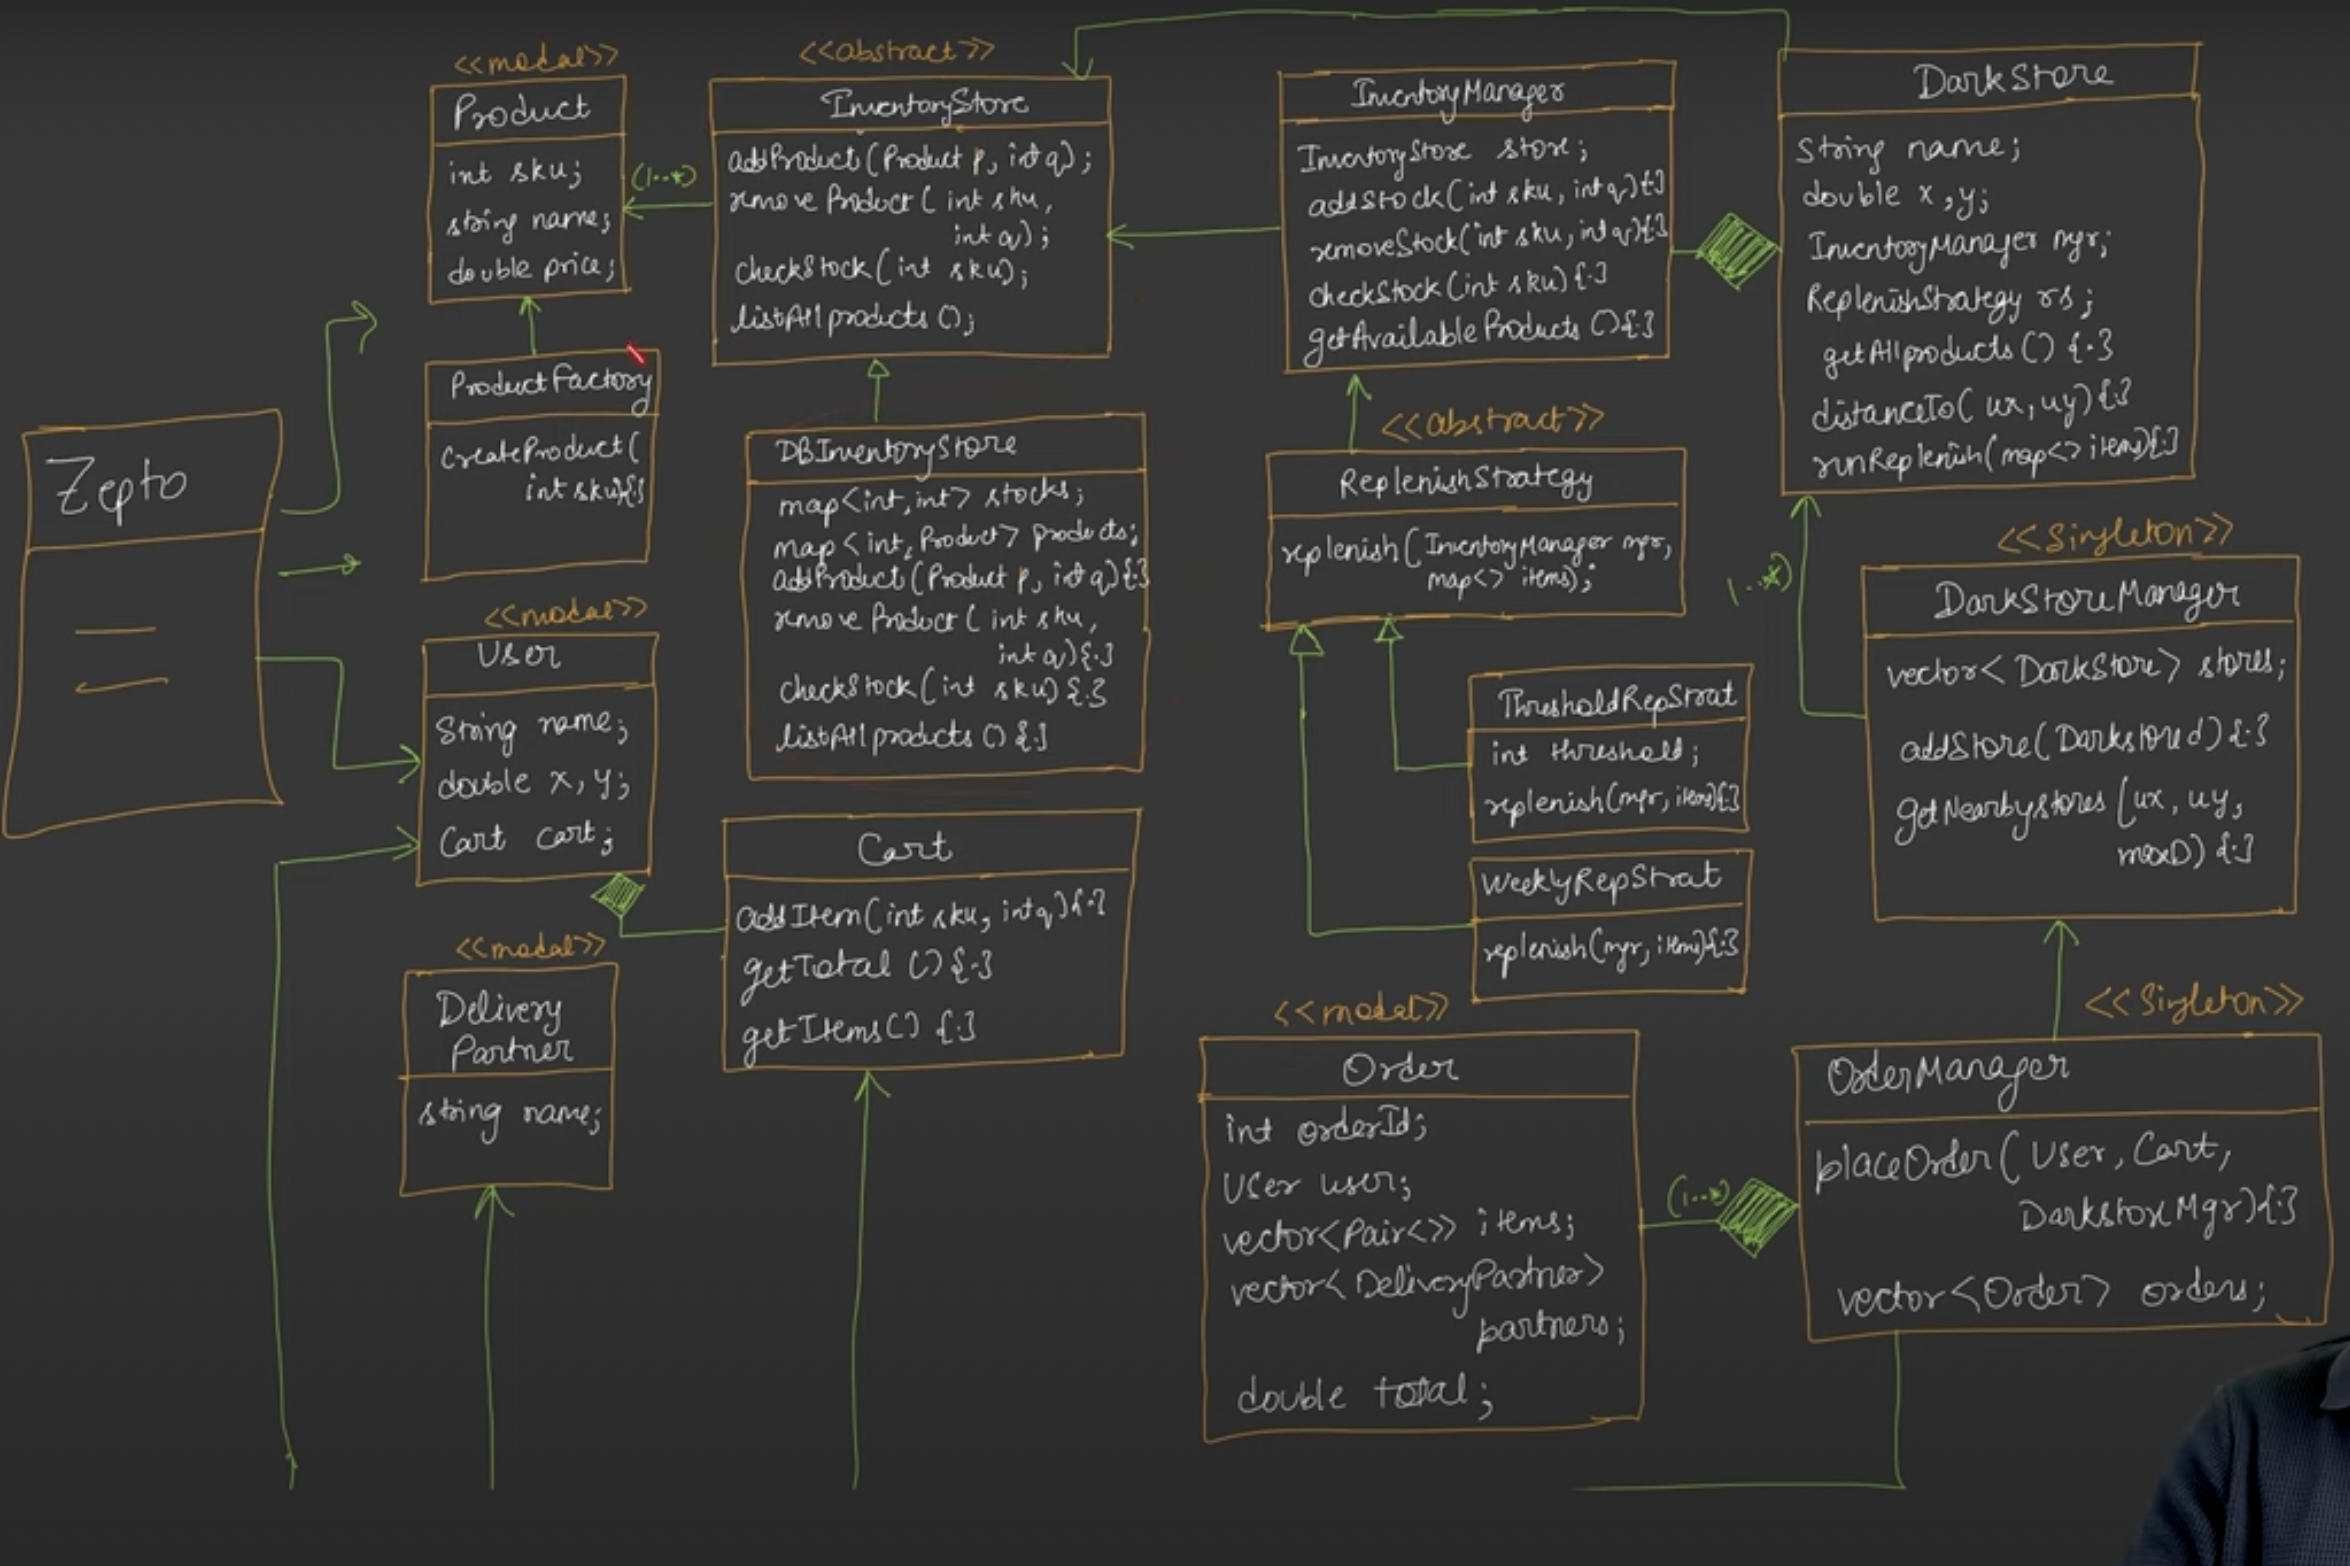 <<modal>>
Product
int sku;
string name;
double price;
ProductFactory
createProduct(
int sku){.}
<<abstract>>
InventoryStore
addProduct(Product p, int q);
remove Product(int sku,
int q);
checkStock(int sku);
listAllproducts();
(1..*)
DBInventoryStore
map<int,int> stocks;
map<int,Product> products;
addProduct(Product p, int q){.}
remove Product(int sku,
int q){.}
checkStock(int sku){.}
listAllproducts(){.}
InventoryManager
InventoryStore store;
addStock(int sku, int q){.}
removeStock(int sku, int q){.}
checkStock(int sku){.}
getAvailableProducts(){.}
<<abstract>>
ReplenishStrategy
replenish(InventoryManager mgr,
map<> items);
ThresholdRepStrat
int threshold;
replenish(mgr, items){.}
WeeklyRepStrat
replenish(mgr, items){.}
DarkStore
String name;
double x,y;
InventoryManager mgr;
ReplenishStrategy rs;
getAllproducts(){.}
distanceTo(ux,uy){.}
runReplenish(map<> items){.}
<<Singleton>>
1..*
DarkStoreManager
vector<DarkStore> stores;
addStore(Darkstore d){.}
getNearbystores(ux, uy,
maxD){.}
Zepto
<<modal>>
User
String name;
double x, y;
Cart cart;
Cart
addItem(int sku, int q){.}
getTotal(){.}
getItems(){.}
<<modal>>
Delivery
Partner
string name;
<<modal>>
Order
int orderId;
User user;
vector<Pair<>> items;
vector<DeliveryPartner>
partners;
double total;
(1..*)
<<Singleton>>
OrderManager
placeOrder(User, Cart,
DarkstoreMgr){.}
vector<Order> orders;